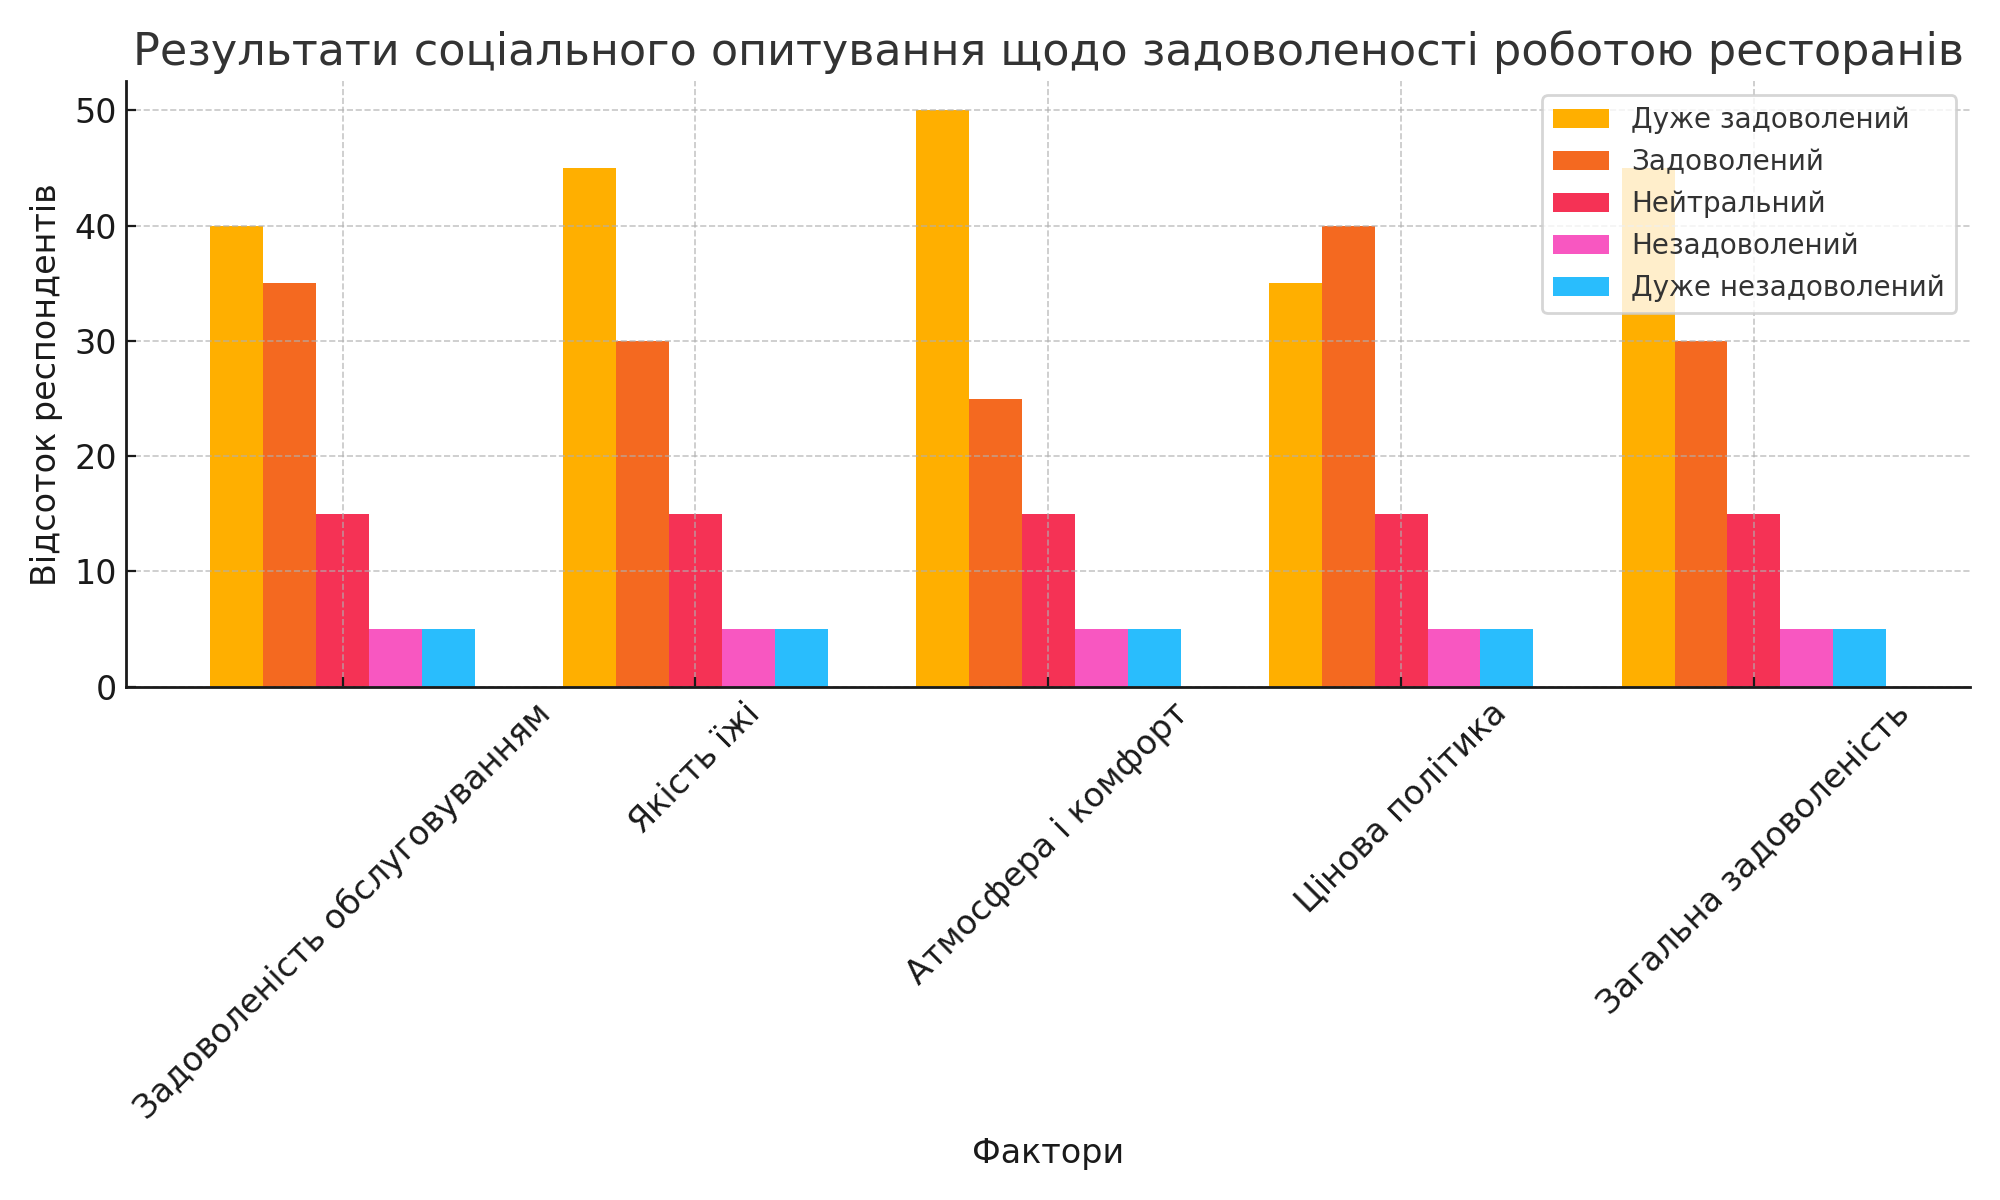 Результати соціального опитування щодо задоволеності роботою ресторанів
Відсоток респондентів
50
40
30
20
10
0
Дуже задоволений
Задоволений
Нейтральний
Незадоволений
Дуже незадоволений
Задоволеність обслуговуванням
Якість їжі
Атмосфера і комфорт
Цінова політика
Загальна задоволеність
Фактори